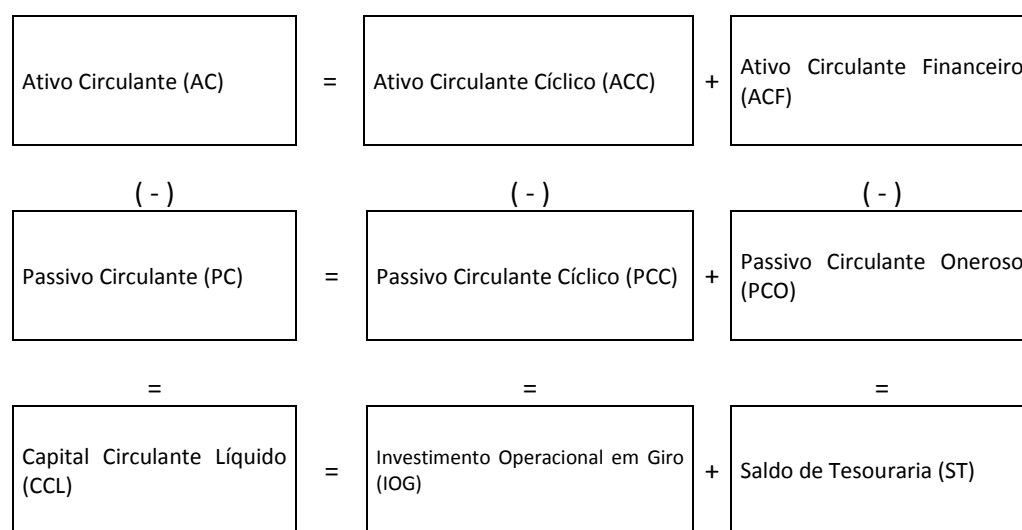 Ativo Circulante (AC) = Ativo Circulante Cíclico (ACC) + Ativo Circulante Financeiro
(ACF)
( - ) ( - ) ( - )
Passivo Circulante (PC) = Passivo Circulante Cíclico (PCC) + Passivo Circulante Oneroso
(PCO)
= = =
Capital Circulante Líquido
(CCL)
=
Investimento Operacional em Giro
(IOG)
+
Saldo de Tesouraria (ST)